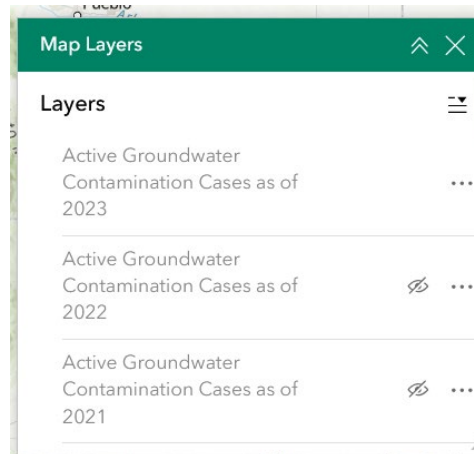 Pueblo
Map Layers
Layers
Active Groundwater
Contamination Cases as of
2023
Active Groundwater
Contamination Cases as of
2022
Active Groundwater
Contamination Cases as of
2021